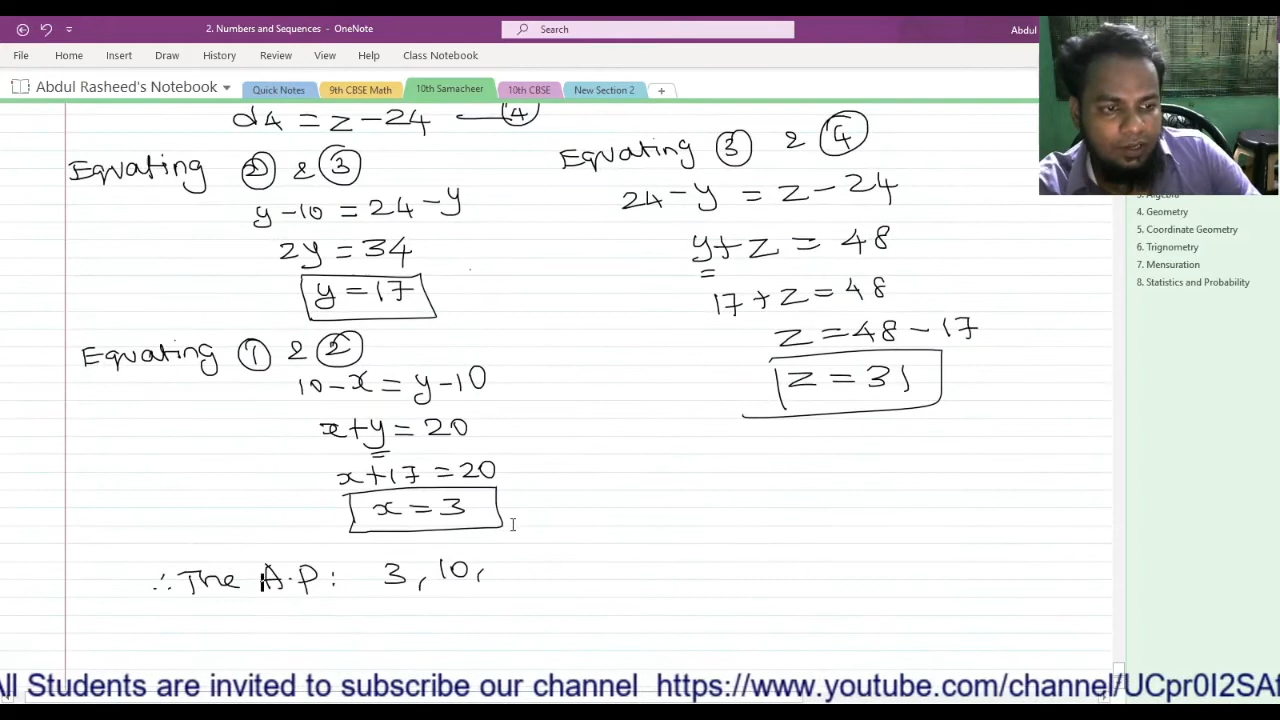 2. Numbers and Sequences - OneNote
Search
Abdul
File Home Insert Draw History Review View Help Class Notebook
Abdul Rasheed's Notebook
Quick Notes 9th CBSE Math 10th Samacheer 10th CBSE New Section 2 +
d4 = z - 24 — 4
Equating 2 & 3
y - 10 = 24 - y
2y = 34
y = 17
Equating 1 & 2
10 - x = y - 10
x + y = 20
x + 17 = 20
x = 3
∴ The A.P : 3, 10,
Equating 3 & 4
24 - y = z - 24
y + z = 48
17 + z = 48
z = 48 - 17
z = 31
3. Algebra
4. Geometry
5. Coordinate Geometry
6. Trignometry
7. Mensuration
8. Statistics and Probability
All Students are invited to subscribe our channel https://www.youtube.com/channel/UCpr0I2SAf